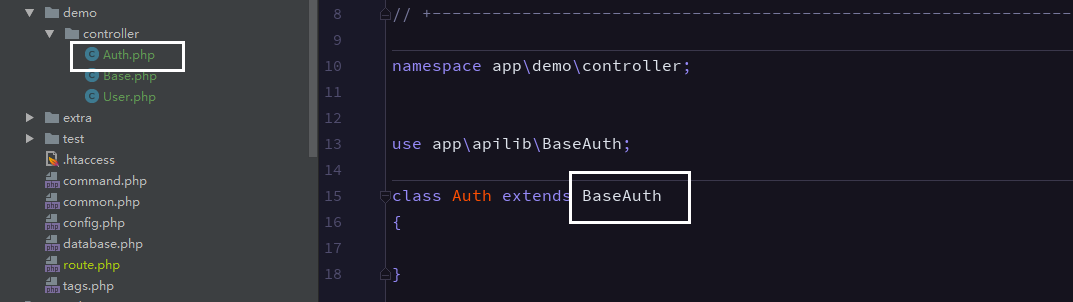 demo
controller
Auth.php
Base.php
User.php
extra
test
.htaccess
command.php
common.php
config.php
database.php
route.php
tags.php
8 // +----------------------------------------------------------------
9
10 namespace app\demo\controller;
11
12
13 use app\apilib\BaseAuth;
14
15 class Auth extends BaseAuth
16 {
17
18 }